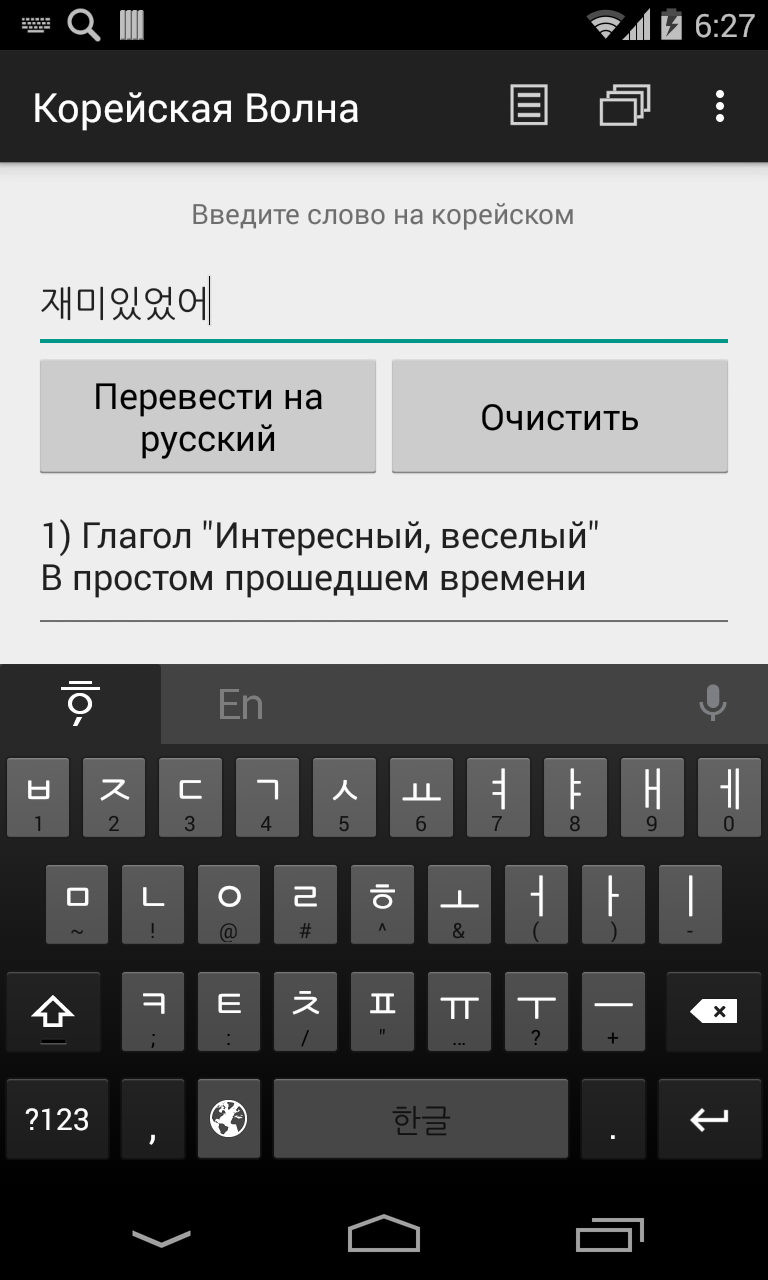 6:27
Корейская Волна
Введите слово на корейском
재미있었어
Перевести на
русский
Очистить
1) Глагол "Интересный, веселый"
В простом прошедшем времени
ㅎ, En
ㅂ ㅈ ㄷ ㄱ ㅅ ㅛ ㅕ ㅑ ㅐ ㅔ
1 2 3 4 5 6 7 8 9 0
ㅁ ㄴ ㅇ ㄹ ㅎ ㅗ ㅓ ㅏ ㅣ
~ ! @ # ^ & ( ) -
ㅋ ㅌ ㅊ ㅍ ㅠ ㅜ ㅡ
; : / " ... ? +
?123 , 한글 .